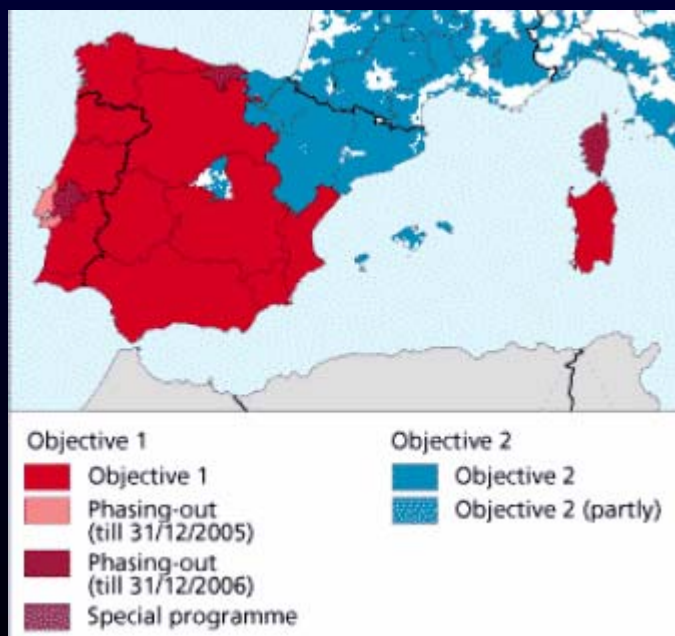 Objective 1
Objective 1
Phasing-out
(till 31/12/2005)
Phasing-out
(till 31/12/2006)
Special programme
Objective 2
Objective 2
Objective 2 (partly)